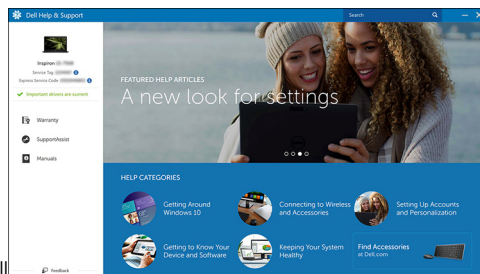 Dell Help & Support
Search
Inspiron
Service Tag
Express Service Code
Important drivers are current
Warranty
SupportAssist
Manuals
Feedback
FEATURED HELP ARTICLES
A new look for settings
HELP CATEGORIES
Getting Around
Windows 10
Connecting to Wireless
and Accessories
Setting Up Accounts
and Personalization
Getting to Know Your
Device and Software
Keeping Your System
Healthy
Find Accessories
at Dell.com